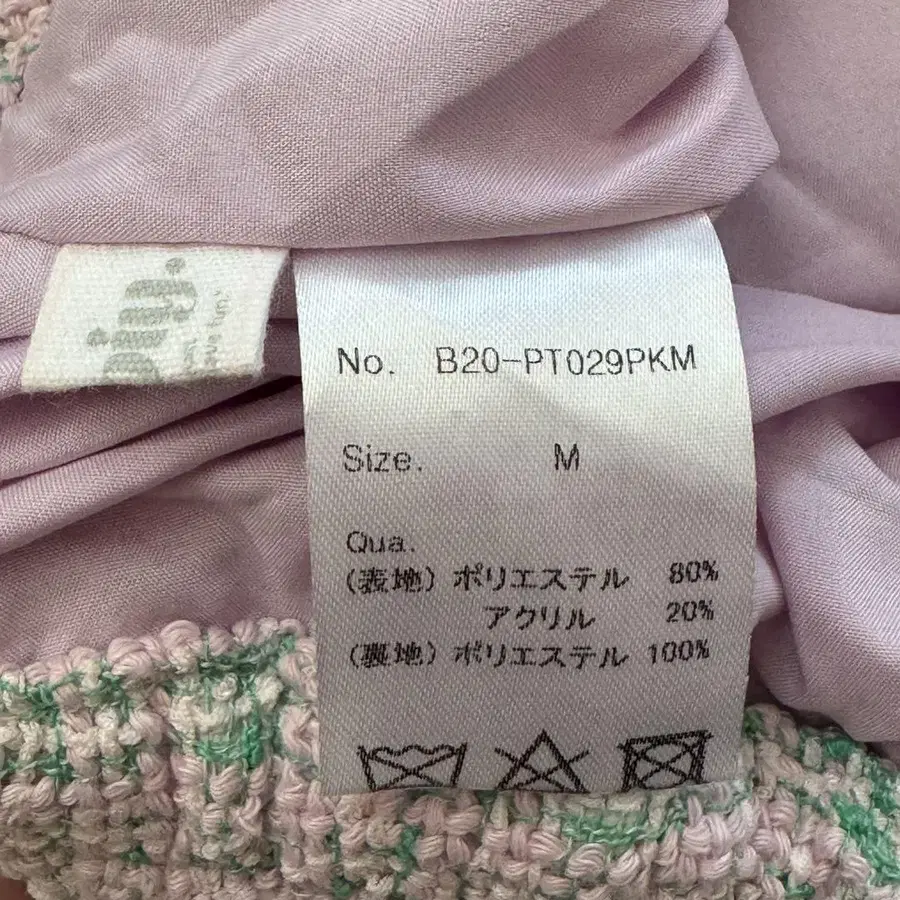 No. B20-PT029PKM
Size. M
Qua.
(表地) ポリエステル 80%
アクリル 20%
(裏地) ポリエステル 100%
fun."